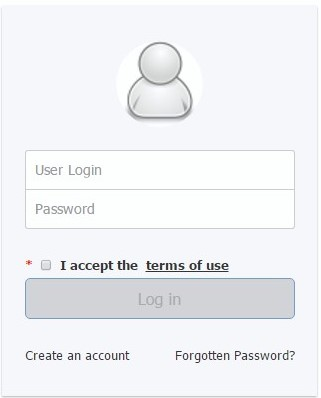 User Login
Password
* I accept the terms of use
Log in
Create an account Forgotten Password?